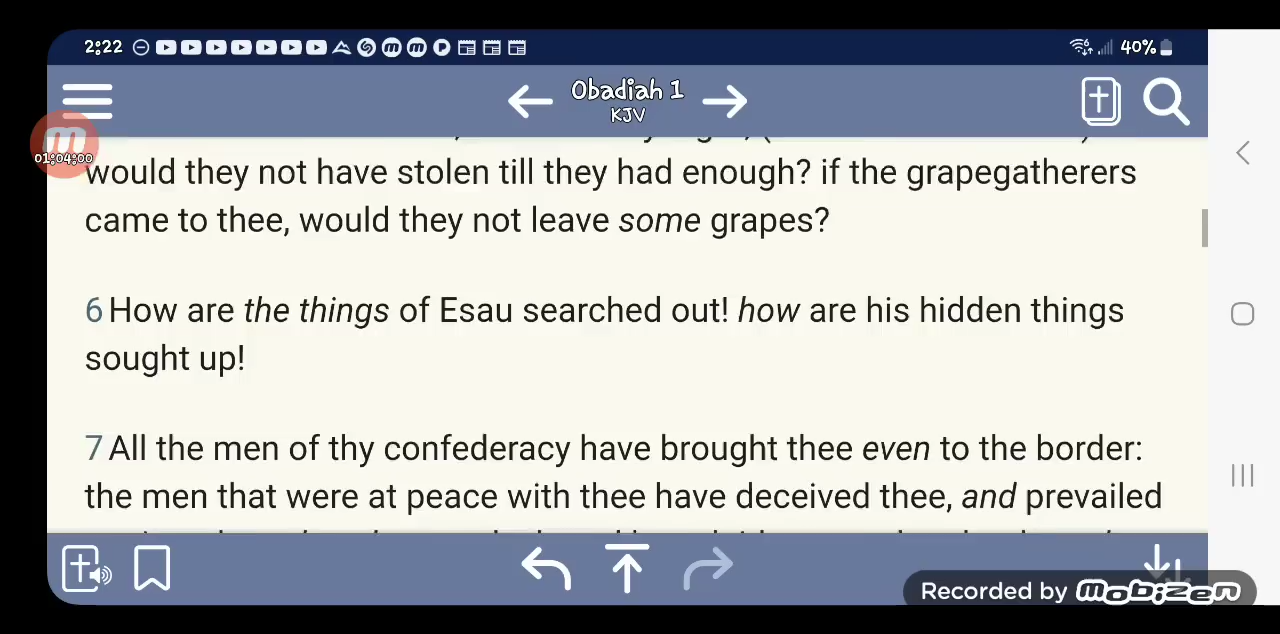 2:22 40%
Obadiah 1
KJV
01:04:00
would they not have stolen till they had enough? if the grapegatherers
came to thee, would they not leave some grapes?
6 How are the things of Esau searched out! how are his hidden things
sought up!
7 All the men of thy confederacy have brought thee even to the border:
the men that were at peace with thee have deceived thee, and prevailed
Recorded by mobizen